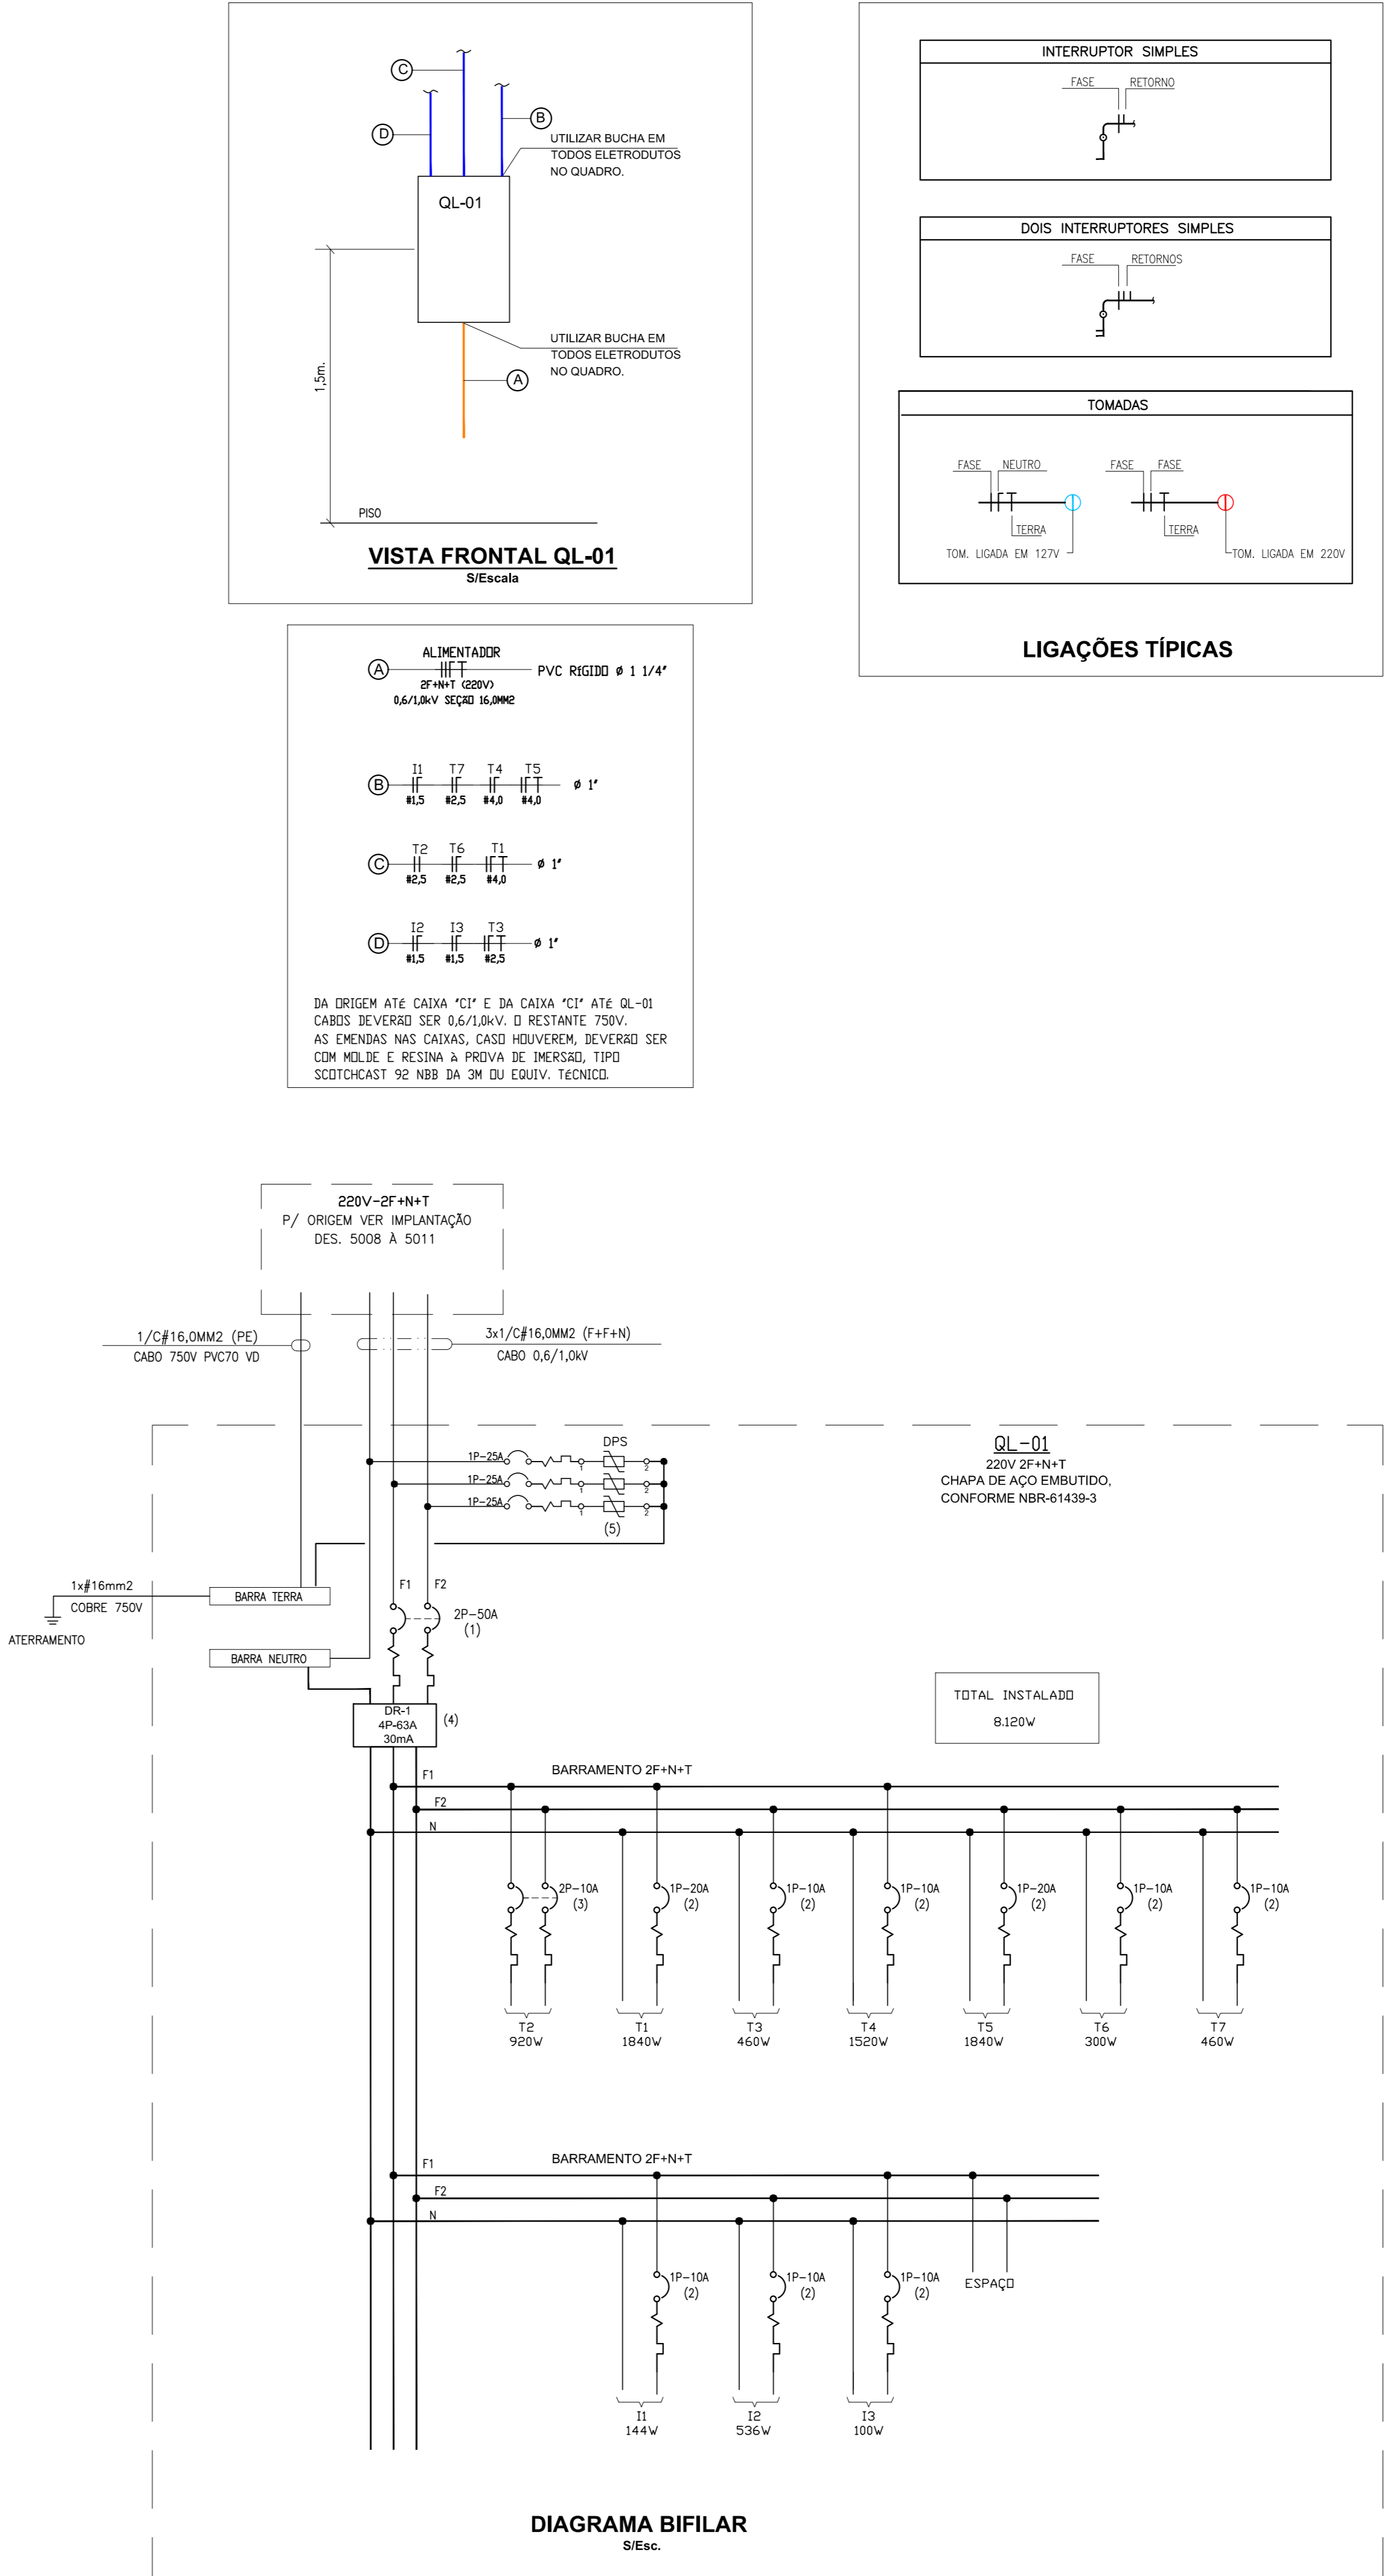 C
B
D
UTILIZAR BUCHA EM
TODOS ELETRODUTOS
NO QUADRO.
QL-01
UTILIZAR BUCHA EM
TODOS ELETRODUTOS
NO QUADRO.
A
1,5m.
PISO
VISTA FRONTAL QL-01
S/Escala
INTERRUPTOR SIMPLES
FASE RETORNO
DOIS INTERRUPTORES SIMPLES
FASE RETORNOS
TOMADAS
FASE NEUTRO
TERRA
TOM. LIGADA EM 127V
FASE FASE
TERRA
TOM. LIGADA EM 220V
LIGAÇÕES TÍPICAS
ALIMENTADOR
A
PVC RíGIDO ø 1 1/4"
2F+N+T (220V)
0,6/1,0kV SEÇÃO 16,0MM2
I1 T7 T4 T5
B
ø 1"
#1,5 #2,5 #4,0 #4,0
T2 T6 T1
C
ø 1"
#2,5 #2,5 #4,0
I2 I3 T3
D
ø 1"
#1,5 #1,5 #2,5
DA ORIGEM ATé CAIXA "CI" E DA CAIXA "CI" ATé QL-01
CABOS DEVERÃO SER 0,6/1,0kV. O RESTANTE 750V.
AS EMENDAS NAS CAIXAS, CASO HOUVEREM, DEVERÃO SER
COM MOLDE E RESINA à PROVA DE IMERSÃO, TIPO
SCOTCHCAST 92 NBB DA 3M OU EQUIV. TéCNICO.
220V-2F+N+T
P/ ORIGEM VER IMPLANTAÇÃO
DES. 5008 À 5011
1/C#16,0MM2 (PE)
CABO 750V PVC70 VD
3x1/C#16,0MM2 (F+F+N)
CABO 0,6/1,0kV
QL-01
220V 2F+N+T
CHAPA DE AÇO EMBUTIDO,
CONFORME NBR-61439-3
DPS
1P-25A
1 2
1P-25A
1 2
1P-25A
1 2
(5)
1x#16mm2
COBRE 750V
ATERRAMENTO
BARRA TERRA
F1 F2
2P-50A
(1)
BARRA NEUTRO
DR-1
4P-63A
30mA
(4)
TOTAL INSTALADO
8.120W
F1
BARRAMENTO 2F+N+T
F2
N
2P-10A
(3)
1P-20A
(2)
1P-10A
(2)
1P-10A
(2)
1P-20A
(2)
1P-10A
(2)
1P-10A
(2)
T2 T1 T3 T4 T5 T6 T7
920W 1840W 460W 1520W 1840W 300W 460W
F1
BARRAMENTO 2F+N+T
F2
N
1P-10A
(2)
1P-10A
(2)
1P-10A
(2)
ESPAÇO
I1 I2 I3
144W 536W 100W
DIAGRAMA BIFILAR
S/Esc.